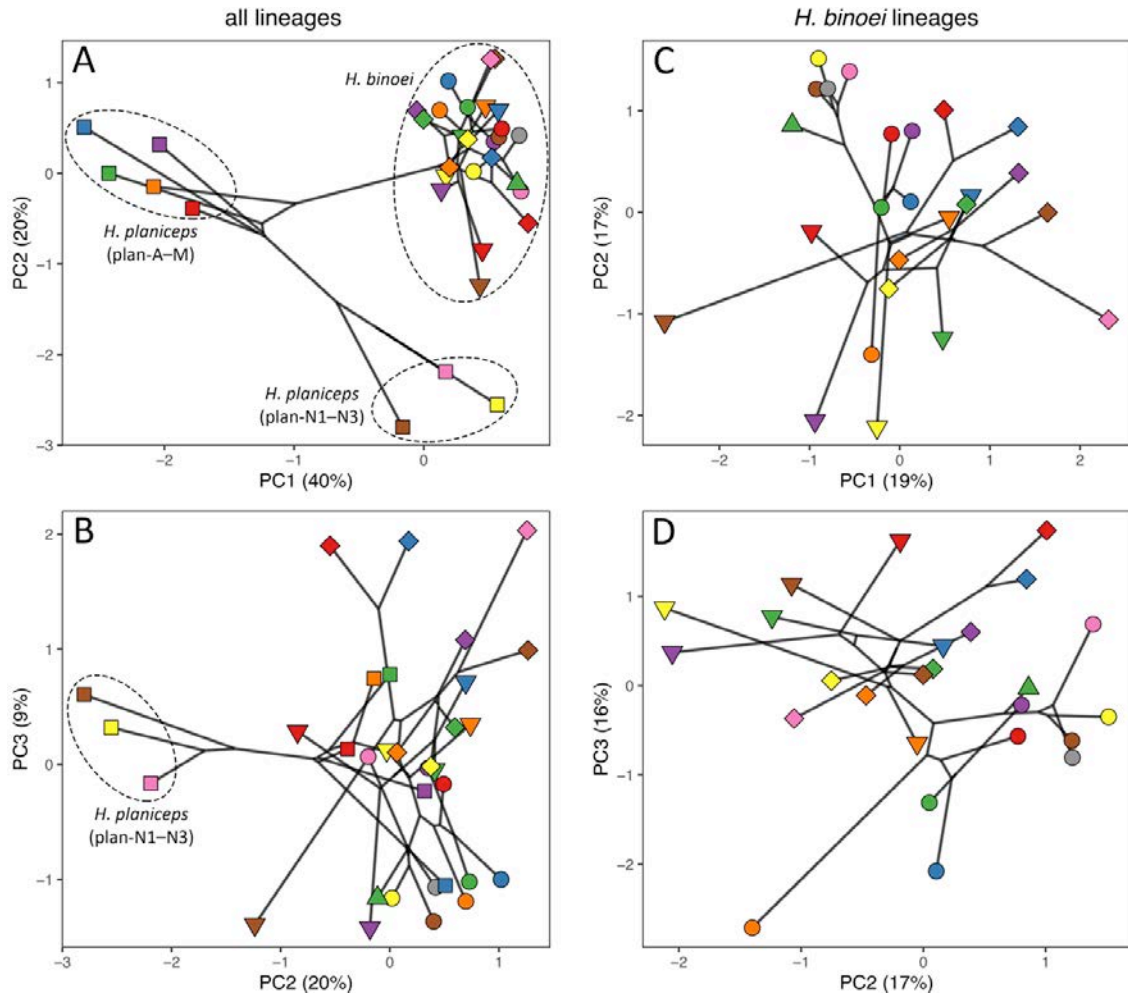 all lineages
H. binoei lineages
A
H. binoei
H. planiceps
(plan-A–M)
H. planiceps
(plan-N1–N3)
1
0
−1
−2
−3
PC2 (20%)
−2
−1
0
PC1 (40%)
C
1
0
−1
−2
PC2 (17%)
−2
−1
0
1
2
PC1 (19%)
B
H. planiceps
(plan-N1–N3)
2
1
0
−1
PC3 (9%)
−3
−2
−1
0
1
PC2 (20%)
D
1
0
−1
−2
PC3 (16%)
−2
−1
0
1
PC2 (17%)